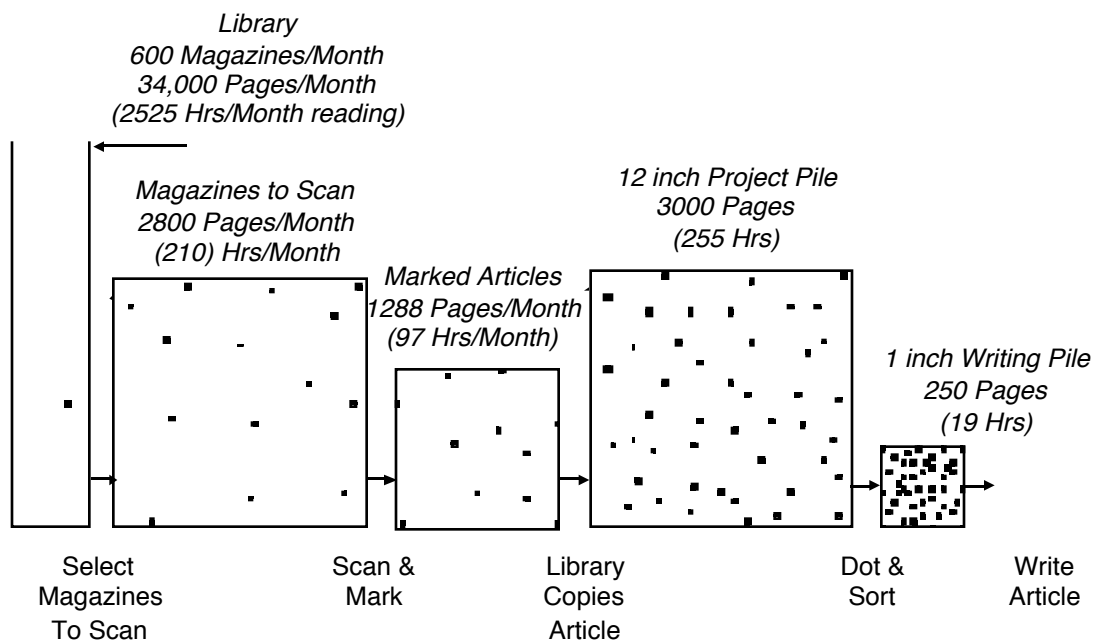 Library
600 Magazines/Month
34,000 Pages/Month
(2525 Hrs/Month reading)
Magazines to Scan
2800 Pages/Month
(210) Hrs/Month
Marked Articles
1288 Pages/Month
(97 Hrs/Month)
12 inch Project Pile
3000 Pages
(255 Hrs)
1 inch Writing Pile
250 Pages
(19 Hrs)
Select
Magazines
To Scan
Scan &
Mark
Library
Copies
Article
Dot &
Sort
Write
Article